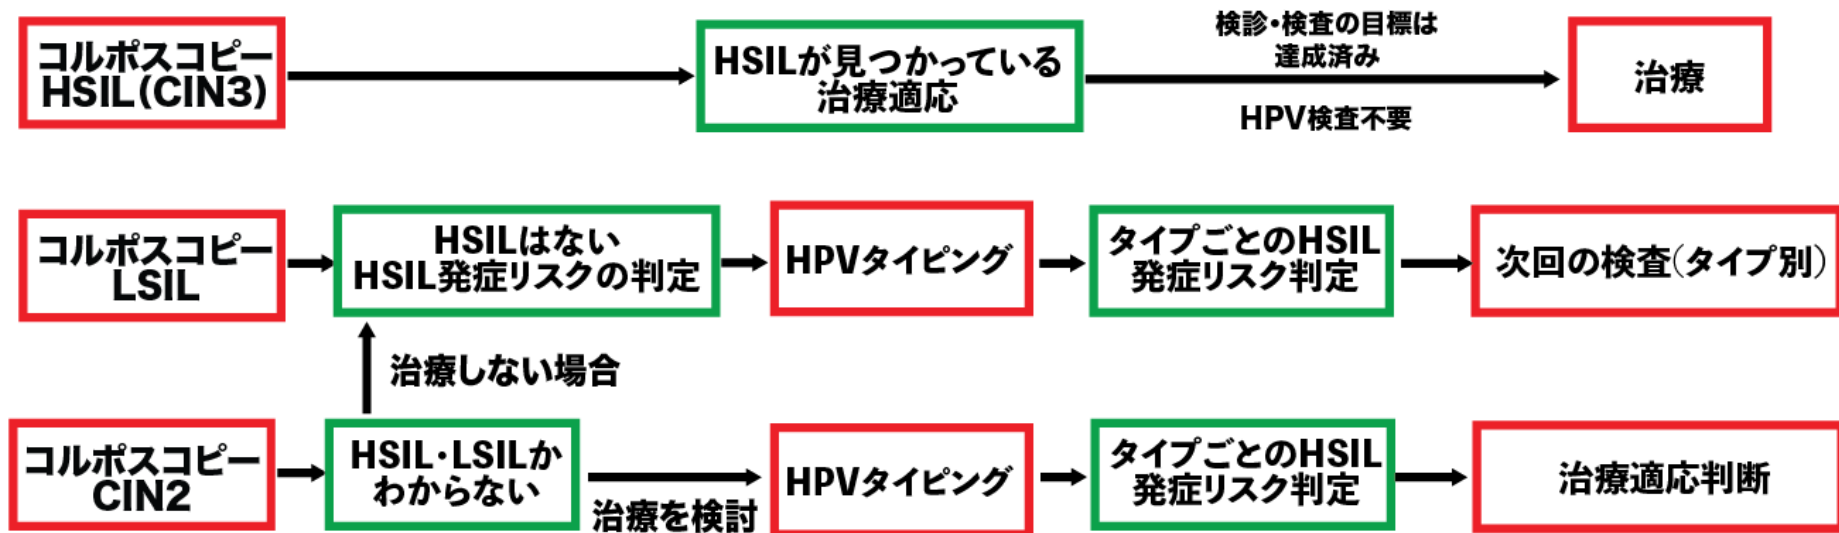 コルポスコピー
HSIL(CIN3)
HSILが見つかっている
治療適応
検診・検査の目標は
達成済み
HPV検査不要
治療
コルポスコピー
LSIL
HSILはない
HSIL発症リスクの判定
HPVタイピング
タイプごとのHSIL
発症リスク判定
次回の検査(タイプ別)
治療しない場合
コルポスコピー
CIN2
HSIL・LSILか
わからない
治療を検討
HPVタイピング
タイプごとのHSIL
発症リスク判定
治療適応判断